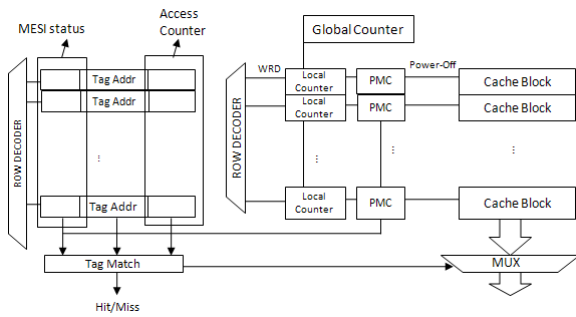 MESI status
Access
Counter
Global Counter
ROW DECODER
Tag Addr
Tag Addr
Tag Addr
ROW DECODER
WRD
Local
Counter
PMC
Power-Off
Cache Block
Local
Counter
PMC
Cache Block
Local
Counter
PMC
Cache Block
Tag Match
MUX
Hit/Miss